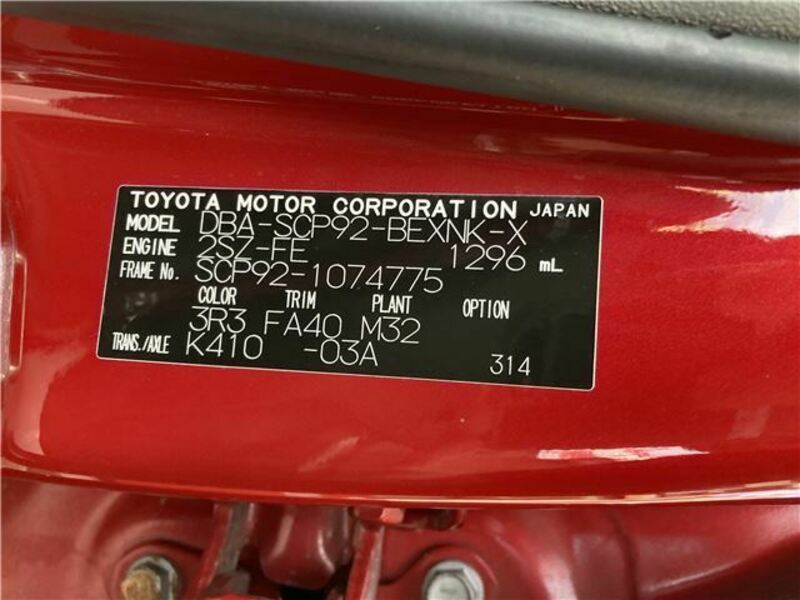 TOYOTA MOTOR CORPORATION JAPAN
MODEL DBA-SCP92-BEXNK-X
ENGINE 2SZ-FE 1296 mL
FRAME No. SCP92-1074775
COLOR TRIM PLANT OPTION
3R3 FA40 M32
TRANS./AXLE K410 -03A 314